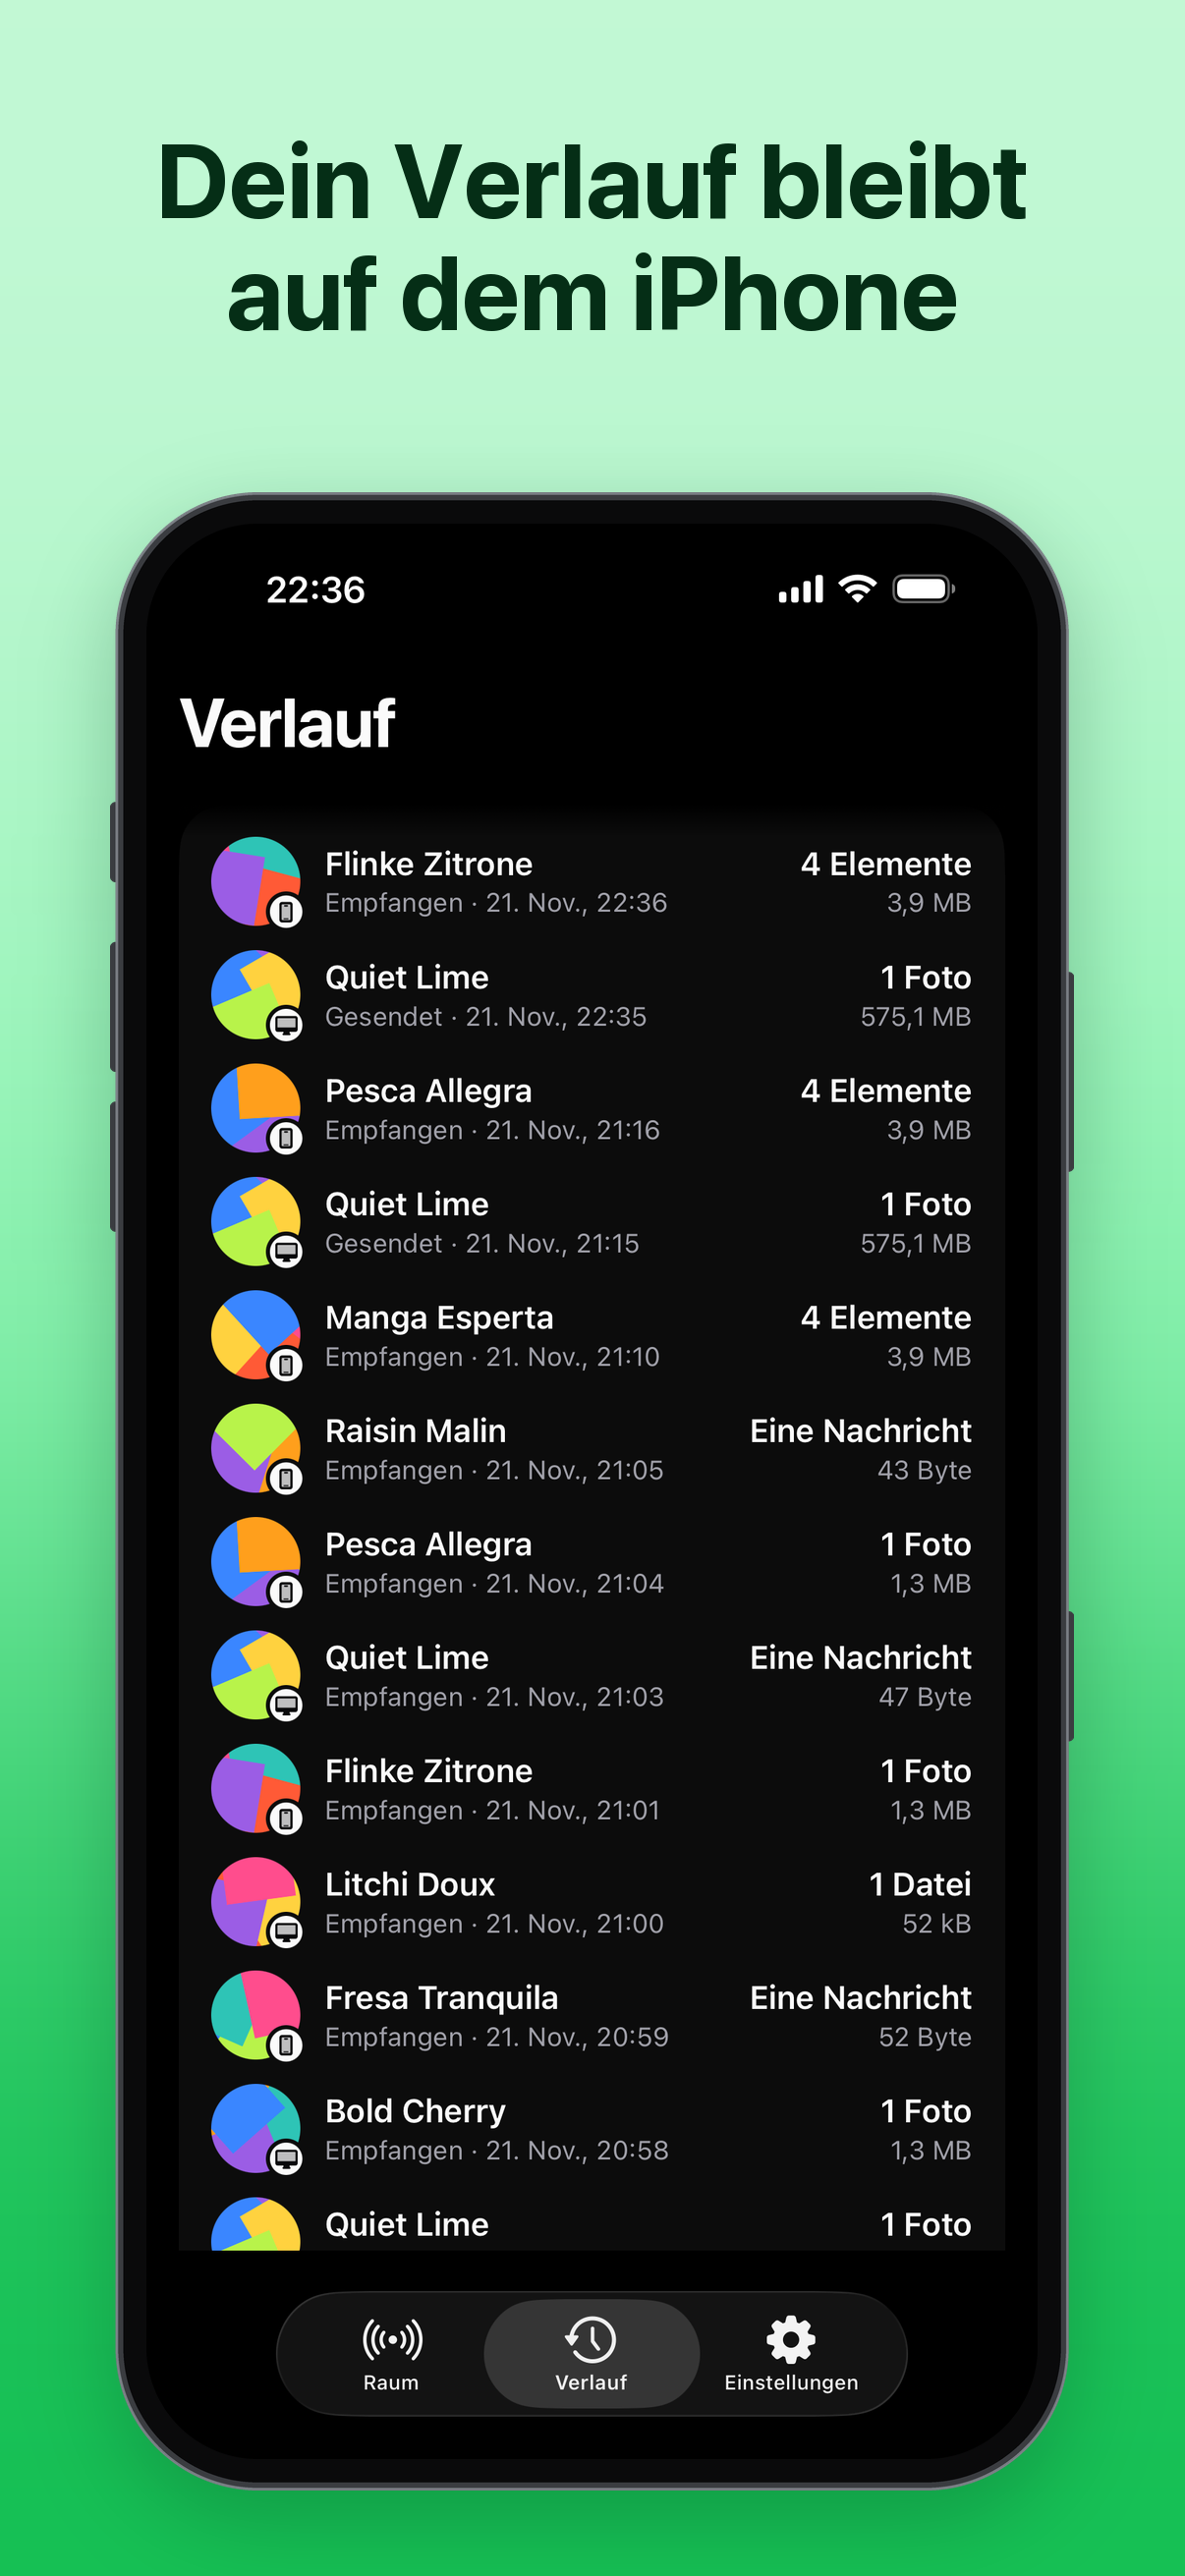 Dein Verlauf bleibt
auf dem iPhone
22:36
Verlauf
Flinke Zitrone 4 Elemente
Empfangen · 21. Nov., 22:36 3,9 MB
Quiet Lime 1 Foto
Gesendet · 21. Nov., 22:35 575,1 MB
Pesca Allegra 4 Elemente
Empfangen · 21. Nov., 21:16 3,9 MB
Quiet Lime 1 Foto
Gesendet · 21. Nov., 21:15 575,1 MB
Manga Esperta 4 Elemente
Empfangen · 21. Nov., 21:10 3,9 MB
Raisin Malin Eine Nachricht
Empfangen · 21. Nov., 21:05 43 Byte
Pesca Allegra 1 Foto
Empfangen · 21. Nov., 21:04 1,3 MB
Quiet Lime Eine Nachricht
Empfangen · 21. Nov., 21:03 47 Byte
Flinke Zitrone 1 Foto
Empfangen · 21. Nov., 21:01 1,3 MB
Litchi Doux 1 Datei
Empfangen · 21. Nov., 21:00 52 kB
Fresa Tranquila Eine Nachricht
Empfangen · 21. Nov., 20:59 52 Byte
Bold Cherry 1 Foto
Empfangen · 21. Nov., 20:58 1,3 MB
Quiet Lime 1 Foto
Raum Verlauf Einstellungen